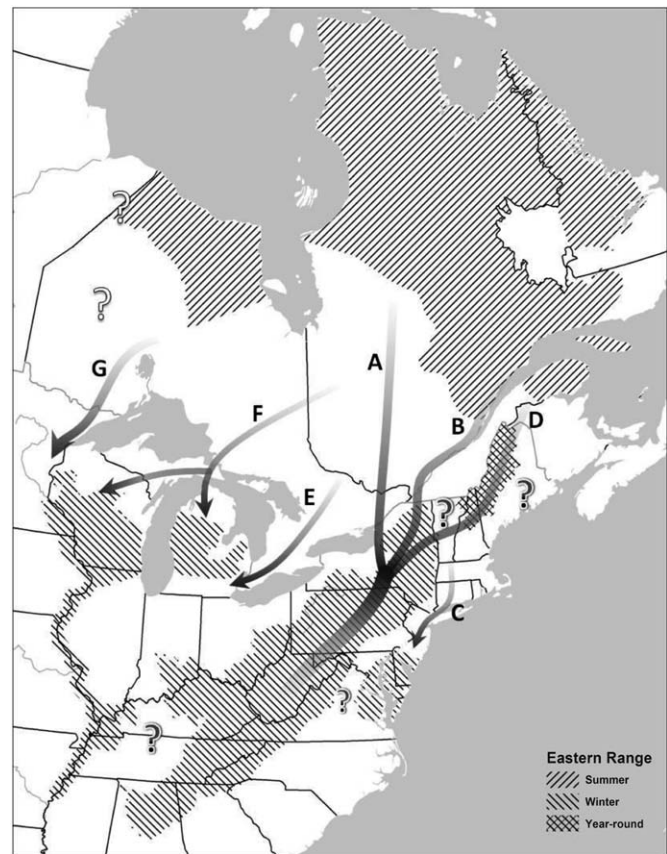 ?
?
G
A
F
B
D
E
?
?
C
?
?
Eastern Range
Summer
Winter
Year-round